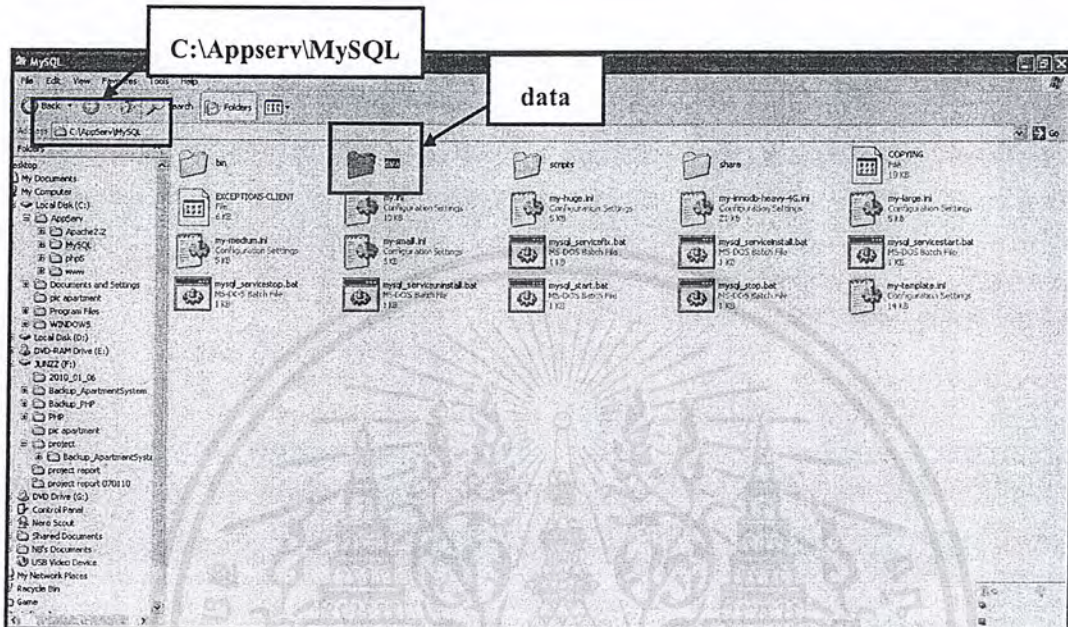 C:\Appserv\MySQL
data
MySQL
File Edit View Favorites Tools Help
Back Search Folders
Address C:\AppServ\MySQL Go
Folders
Desktop
My Documents
My Computer
Local Disk (C:)
AppServ
Apache2.2
MySQL
php5
www
Documents and Settings
pic apartment
Program Files
WINDOWS
Local Disk (D:)
DVD-RAM Drive (E:)
JUNZZ (F:)
2010_01_06
Backup_ApartmentSystem
Backup_PHP
PHP
pic apartment
project
Backup_ApartmentSyste
project report
project report 070110
DVD Drive (G:)
Control Panel
Nero Scout
Shared Documents
NB's Documents
USB Video Device
My Network Places
Recycle Bin
Game
bin
data
scripts
share
COPYING
File
19 KB
EXCEPTIONS-CLIENT
File
6 KB
my.ini
Configuration Settings
10 KB
my-huge.ini
Configuration Settings
5 KB
my-innodb-heavy-4G.ini
Configuration Settings
21 KB
my-large.ini
Configuration Settings
5 KB
my-medium.ini
Configuration Settings
5 KB
my-small.ini
Configuration Settings
5 KB
mysql_servicefix.bat
MS-DOS Batch File
1 KB
mysql_serviceinstall.bat
MS-DOS Batch File
1 KB
mysql_servicestart.bat
MS-DOS Batch File
1 KB
mysql_servicestop.bat
MS-DOS Batch File
1 KB
mysql_serviceuninstall.bat
MS-DOS Batch File
1 KB
mysql_start.bat
MS-DOS Batch File
1 KB
mysql_stop.bat
MS-DOS Batch File
1 KB
my-template.ini
Configuration Settings
14 KB